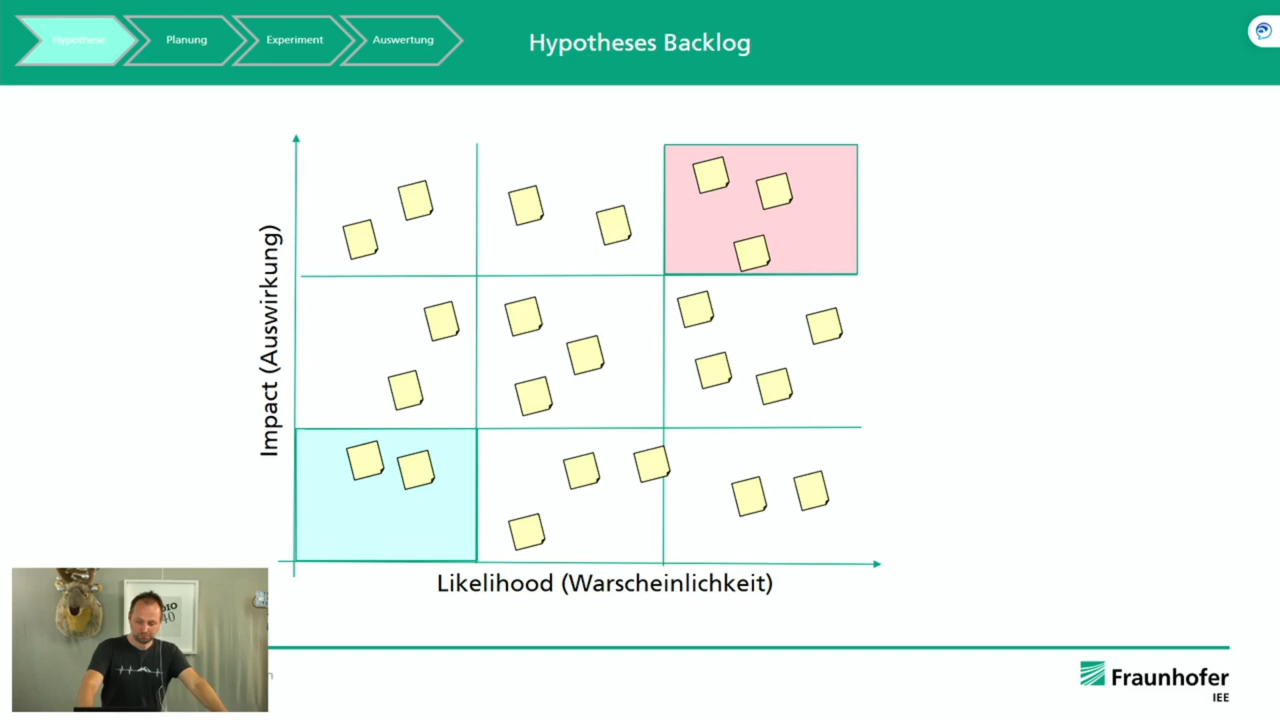 Hypothese
Planung
Experiment
Auswertung
Hypotheses Backlog
Impact (Auswirkung)
Likelihood (Warscheinlichkeit)
Fraunhofer
IEE